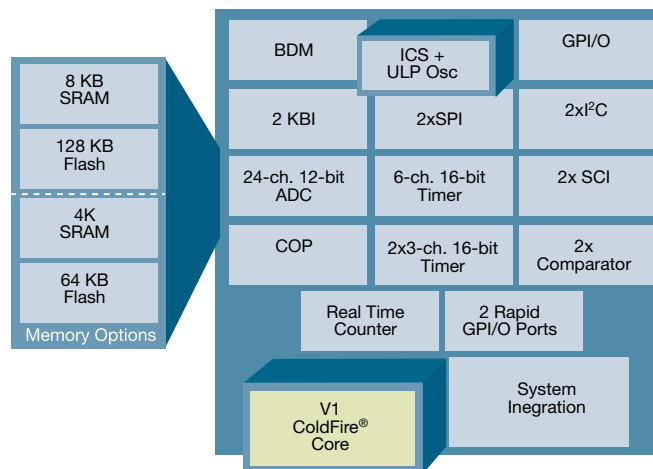 8 KB
SRAM
128 KB
Flash
4K
SRAM
64 KB
Flash
Memory Options
BDM
ICS +
ULP Osc
GPI/O
2 KBI
2xSPI
2xI²C
24-ch. 12-bit
ADC
6-ch. 16-bit
Timer
2x SCI
COP
2x3-ch. 16-bit
Timer
2x
Comparator
Real Time
Counter
2 Rapid
GPI/O Ports
V1
ColdFire®
Core
System
Inegration